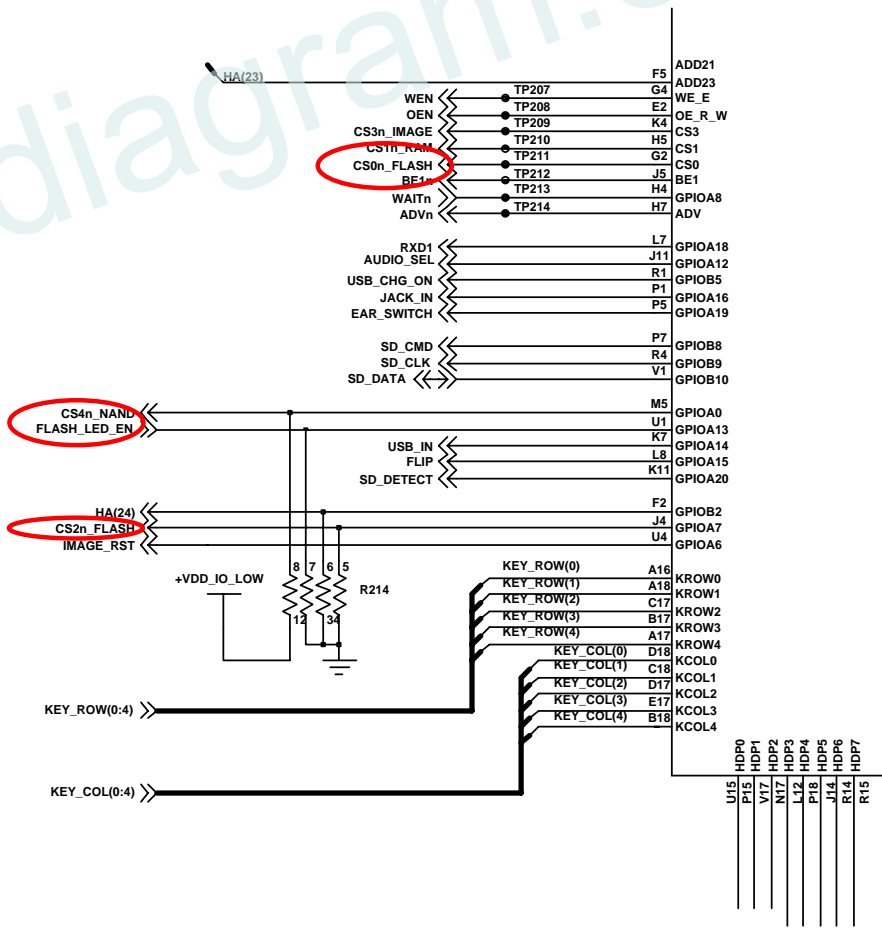 diagram.c
ADD21
HA(23) F5 ADD23
WEN TP207 G4 WE_E
OEN TP208 E2 OE_R_W
CS3n_IMAGE TP209 K4 CS3
CS1n_RAM TP210 H5 CS1
CS0n_FLASH TP211 G2 CS0
BE1n TP212 J5 BE1
WAITn TP213 H4 GPIOA8
ADVn TP214 H7 ADV
RXD1 L7 GPIOA18
AUDIO_SEL J11 GPIOA12
USB_CHG_ON R1 GPIOB5
JACK_IN P1 GPIOA16
EAR_SWITCH P5 GPIOA19
SD_CMD P7 GPIOB8
SD_CLK R4 GPIOB9
SD_DATA V1 GPIOB10
CS4n_NAND M5 GPIOA0
FLASH_LED_EN U1 GPIOA13
USB_IN K7 GPIOA14
FLIP L8 GPIOA15
SD_DETECT K11 GPIOA20
HA(24) F2 GPIOB2
CS2n_FLASH J4 GPIOA7
IMAGE_RST U4 GPIOA6
+VDD_IO_LOW 8 7 6 5 R214
1 2 3 4
KEY_ROW(0) A16 KROW0
KEY_ROW(1) A18 KROW1
KEY_ROW(2) C17 KROW2
KEY_ROW(3) B17 KROW3
KEY_ROW(4) A17 KROW4
KEY_COL(0) D18 KCOL0
KEY_COL(1) C18 KCOL1
KEY_COL(2) D17 KCOL2
KEY_COL(3) E17 KCOL3
KEY_COL(4) B18 KCOL4
KEY_ROW(0:4)
KEY_COL(0:4)
HDP0 HDP1 HDP2 HDP3 HDP4 HDP5 HDP6 HDP7
U15 P15 V17 N17 L12 P18 J14 R14 R15